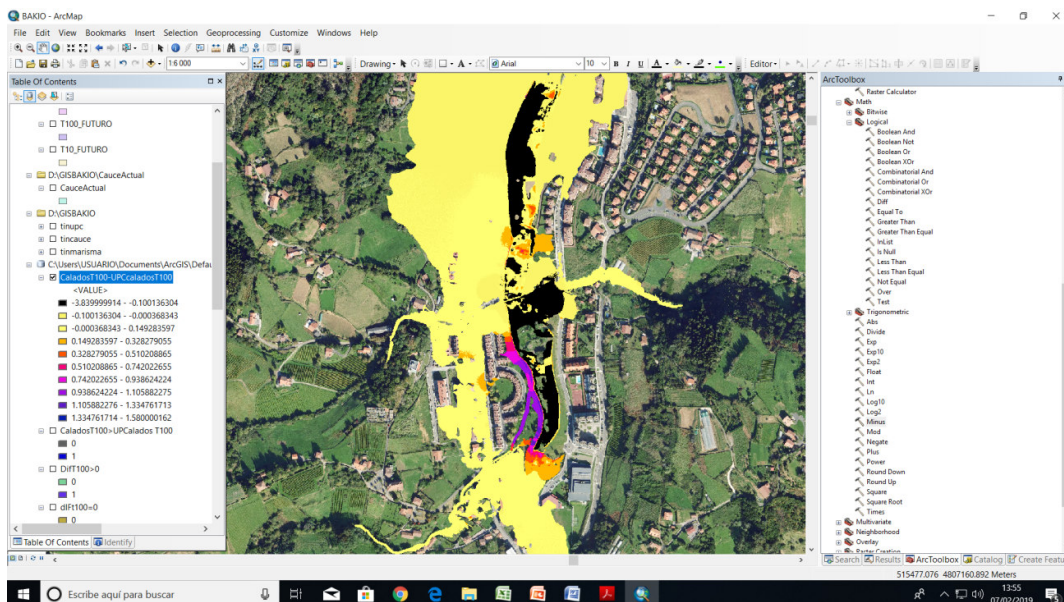 BAKIO - ArcMap
File Edit View Bookmarks Insert Selection Geoprocessing Customize Windows Help
1:6 000
Drawing
Arial
10
B I U A
Editor
Table Of Contents
T100_FUTURO
T10_FUTURO
D:\GISBAKIO\CauceActual
CauceActual
D:\GISBAKIO
tinupc
tincauce
tinmarisma
C:\Users\USUARIO\Documents\ArcGIS\Defau
CaladosT100-UPCcaladosT100
<VALUE>
-3.839999914 - -0.100136304
-0.100136304 - -0.000368343
-0.000368343 - 0.149283597
0.149283597 - 0.328279055
0.328279055 - 0.510208865
0.510208865 - 0.742022655
0.742022655 - 0.938624224
0.938624224 - 1.105882275
1.105882276 - 1.334761713
1.334761714 - 1.580000162
CaladosT100>UPCalados T100
0
1
DifT100>0
0
1
dIFt100=0
0
Table Of Contents Identify
ArcToolbox
Raster Calculator
Math
Bitwise
Logical
Boolean And
Boolean Not
Boolean Or
Boolean XOr
Combinatorial And
Combinatorial Or
Combinatorial XOr
Diff
Equal To
Greater Than
Greater Than Equal
InList
Is Null
Less Than
Less Than Equal
Not Equal
Over
Test
Trigonometric
Abs
Divide
Exp
Exp10
Exp2
Float
Int
Ln
Log10
Log2
Minus
Mod
Negate
Plus
Power
Round Down
Round Up
Square
Square Root
Times
Multivariate
Neighborhood
Overlay
Raster Creation
Search Results ArcToolbox Catalog Create Featu
515477.076 4807160.892 Meters
Escribe aquí para buscar
13:55
07/02/2019